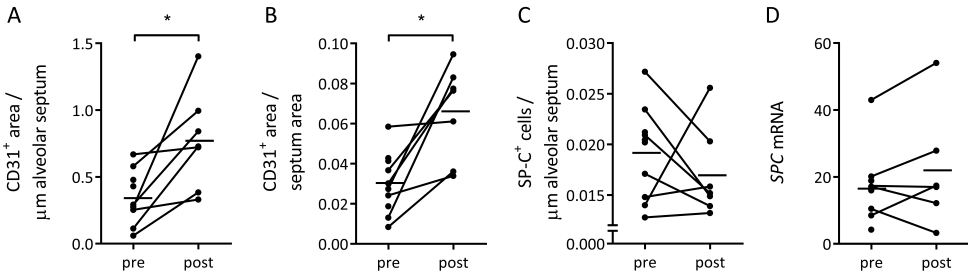 A
CD31+ area /
μm alveolar septum
*
1.5
1.0
0.5
0.0
pre post
B
CD31+ area /
septum area
*
0.10
0.08
0.06
0.04
0.02
0.00
pre post
C
SP-C+ cells /
μm alveolar septum
0.030
0.025
0.020
0.015
0.000
pre post
D
SPC mRNA
60
40
20
0
pre post